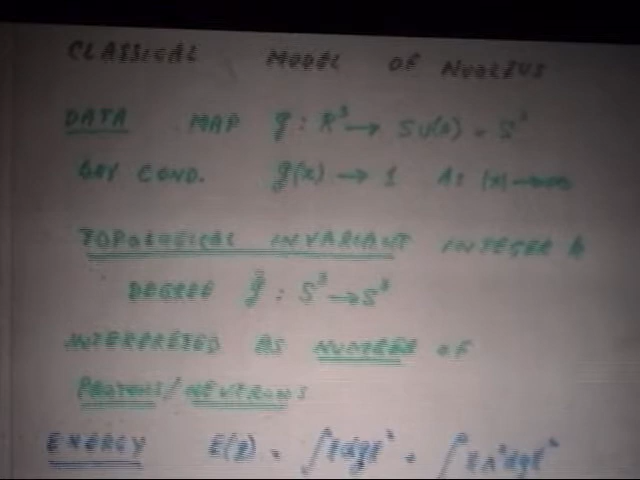 CLASSICAL MODEL OF NUCLEUS
DATA MAP g : R³ → SU(2) = S³
BDY COND. g(x) → 1 AS |x| → ∞
TOPOLOGICAL INVARIANT INTEGER k
DEGREE g̃ : S³ → S³
INTERPRETED AS NUMBER OF
PROTONS/NEUTRONS
ENERGY E(g) =